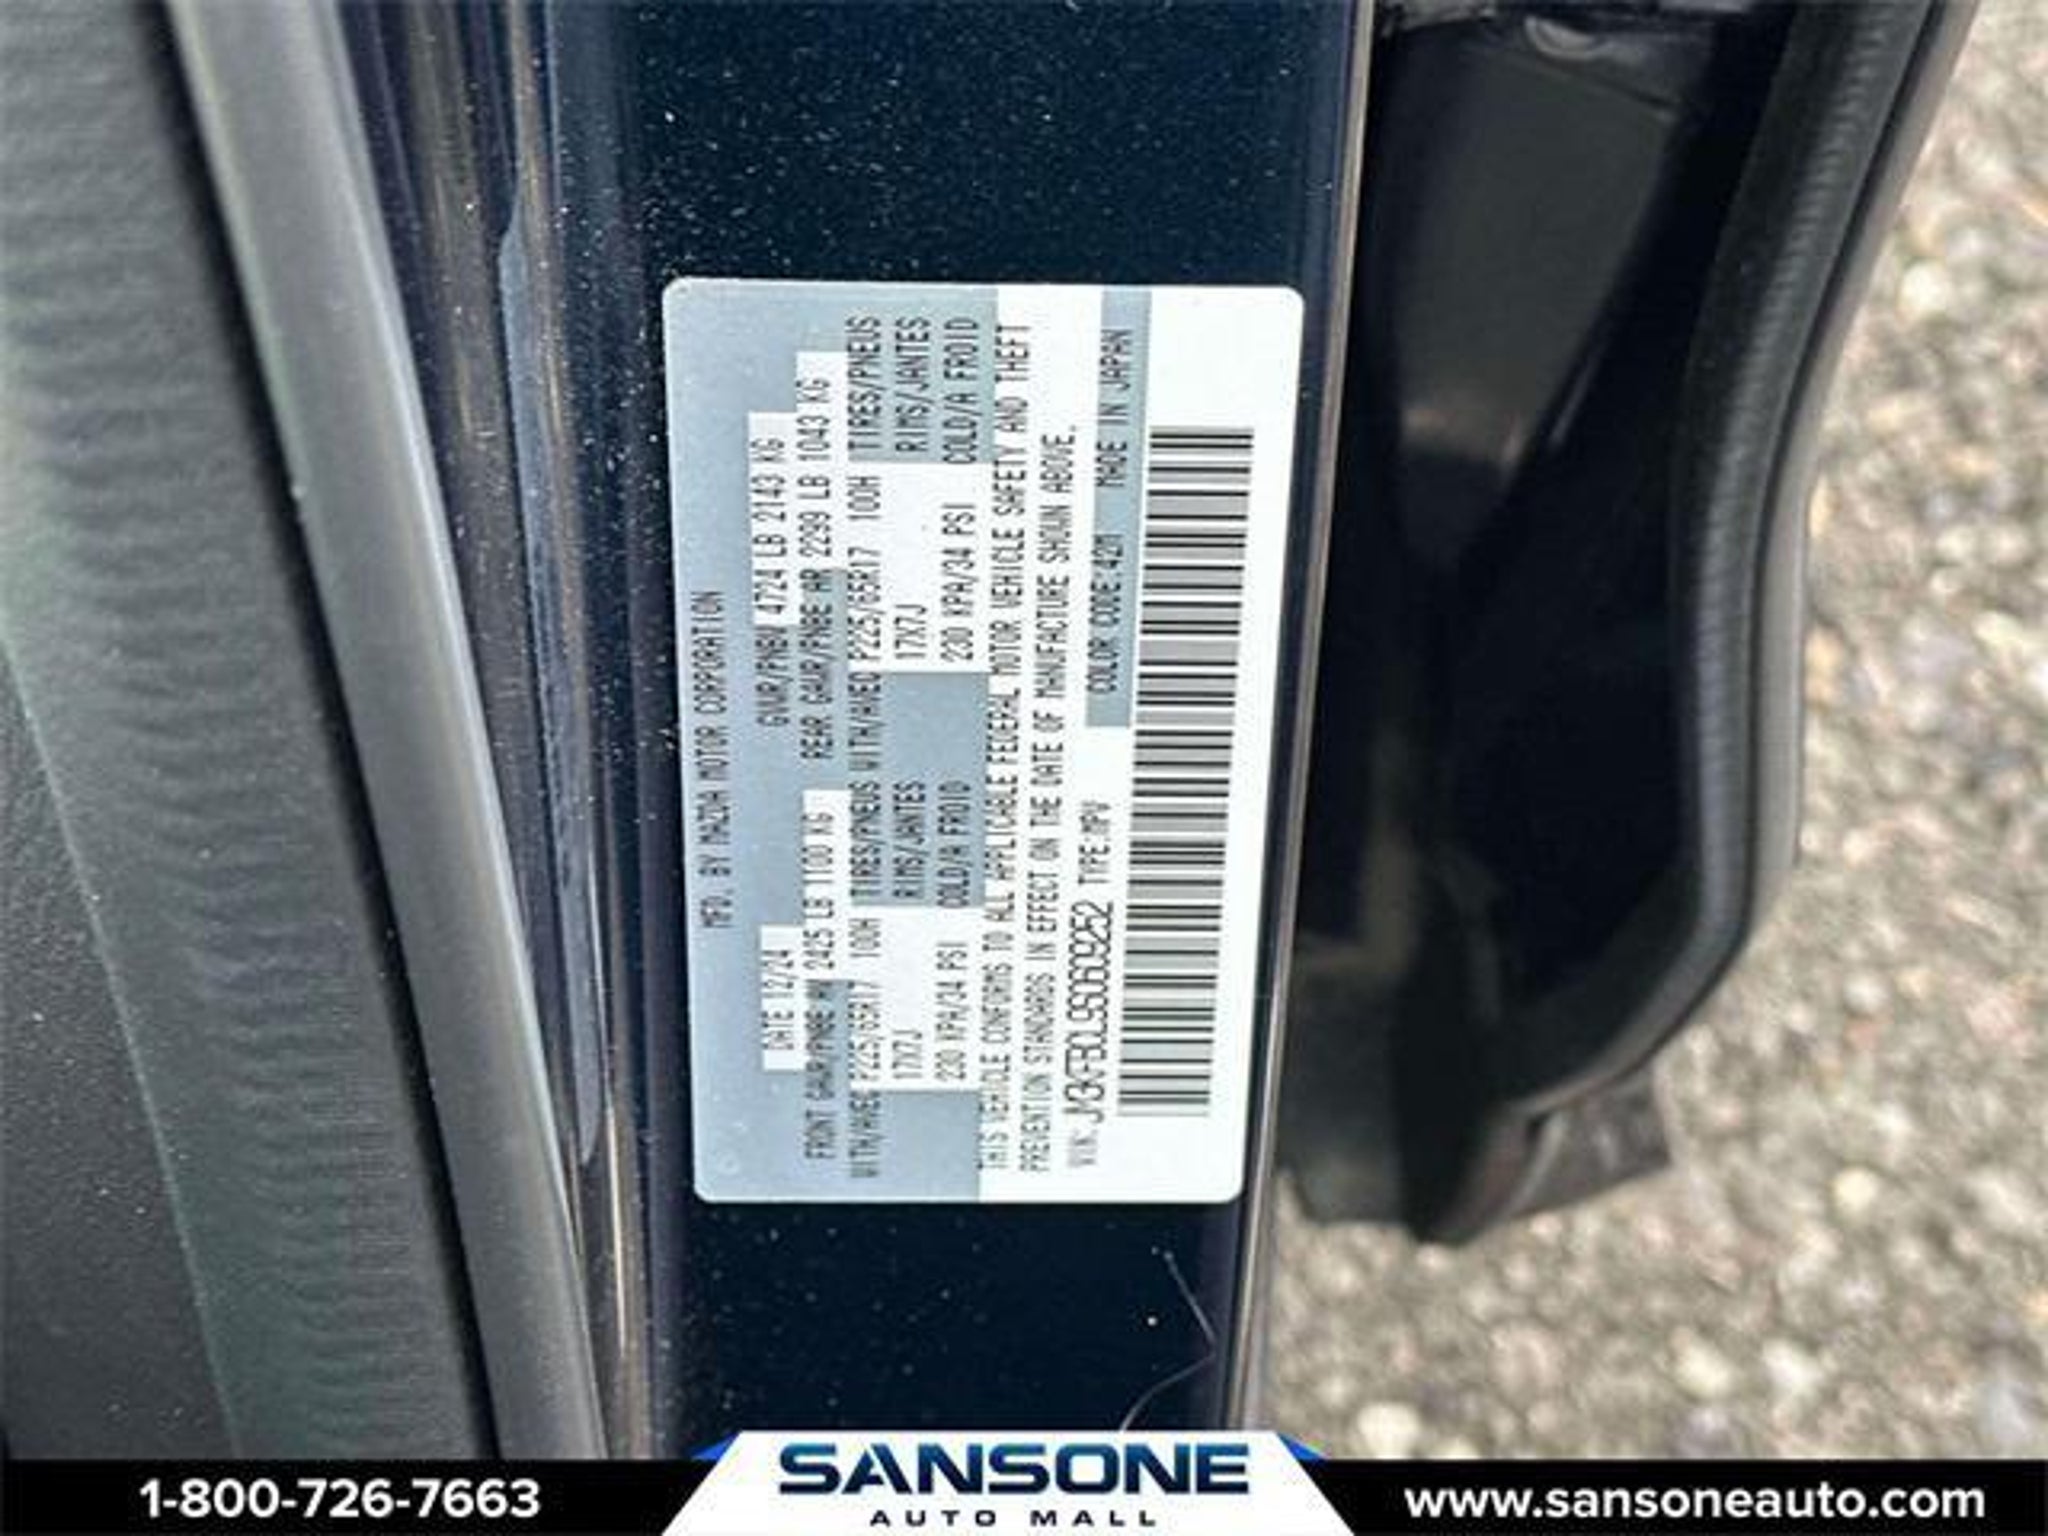 MFD. BY MAZDA MOTOR CORPORATION
DATE 12/24 GVWR/PNBV 4724 LB 2143 KG
FRONT GAWR/PNBE AV 2425 LB 1100 KG REAR GAWR/PNBE AR 2299 LB 1043 KG
WITH/AVEC P225/65R17 100H TIRES/PNEUS WITH/AVEC P225/65R17 100H TIRES/PNEUS
17X7J RIMS/JANTES 17X7J RIMS/JANTES
230 KPA/34 PSI COLD/A FROID 230 KPA/34 PSI COLD/A FROID
THIS VEHICLE CONFORMS TO ALL APPLICABLE FEDERAL MOTOR VEHICLE SAFETY AND THEFT
PREVENTION STANDARDS IN EFFECT ON THE DATE OF MANUFACTURE SHOWN ABOVE.
VIN: JM3KFBDL9S0609252 TYPE:MPV COLOR CODE:42M MADE IN JAPAN
1-800-726-7663
SANSONE
AUTO MALL
www.sansoneauto.com